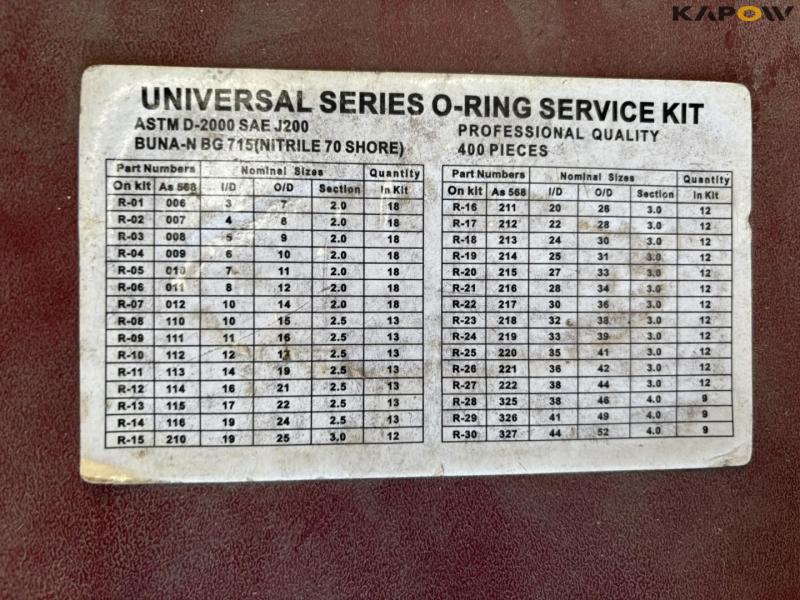 KAPOW
UNIVERSAL SERIES O-RING SERVICE KIT
ASTM D-2000 SAE J200
BUNA-N BG 715(NITRILE 70 SHORE)
PROFESSIONAL QUALITY
400 PIECES
Part Numbers Nominal Sizes Quantity
On kit As 568 I/D O/D Section In Kit
R-01 006 3 7 2.0 18
R-02 007 4 8 2.0 18
R-03 008 5 9 2.0 18
R-04 009 6 10 2.0 18
R-05 010 7 11 2.0 18
R-06 011 8 12 2.0 18
R-07 012 10 14 2.0 18
R-08 110 10 15 2.5 13
R-09 111 11 16 2.5 13
R-10 112 12 17 2.5 13
R-11 113 14 19 2.5 13
R-12 114 16 21 2.5 13
R-13 115 17 22 2.5 13
R-14 116 19 24 2.5 13
R-15 210 19 25 3.0 12
Part Numbers Nominal Sizes Quantity
On kit As 568 I/D O/D Section In Kit
R-16 211 20 26 3.0 12
R-17 212 22 28 3.0 12
R-18 213 24 30 3.0 12
R-19 214 25 31 3.0 12
R-20 215 27 33 3.0 12
R-21 216 28 34 3.0 12
R-22 217 30 36 3.0 12
R-23 218 32 38 3.0 12
R-24 219 33 39 3.0 12
R-25 220 35 41 3.0 12
R-26 221 36 42 3.0 12
R-27 222 38 44 3.0 12
R-28 325 38 46 4.0 9
R-29 326 41 49 4.0 9
R-30 327 44 52 4.0 9